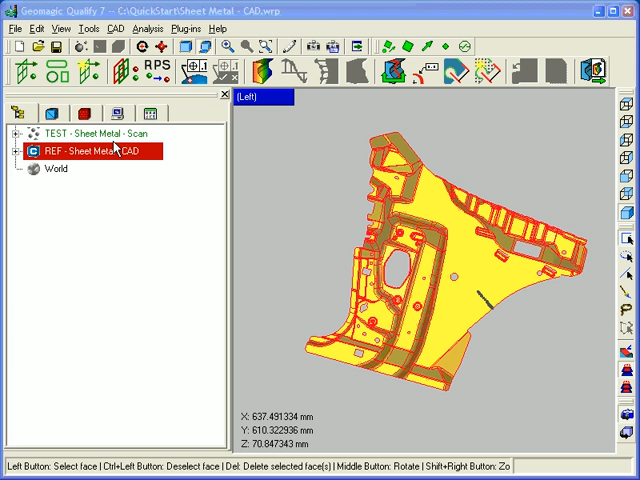 Geomagic Qualify 7 -- C:\QuickStart\Sheet Metal - CAD.wrp
File Edit View Tools CAD Analysis Plug-ins Help
RPS
(Left)
TEST - Sheet Metal - Scan
C REF - Sheet Metal - CAD
World
X: 637.491334 mm
Y: 610.322936 mm
Z: 70.847343 mm
Left Button: Select face | Ctrl+Left Button: Deselect face | Del: Delete selected face(s) | Middle Button: Rotate | Shift+Right Button: Zo